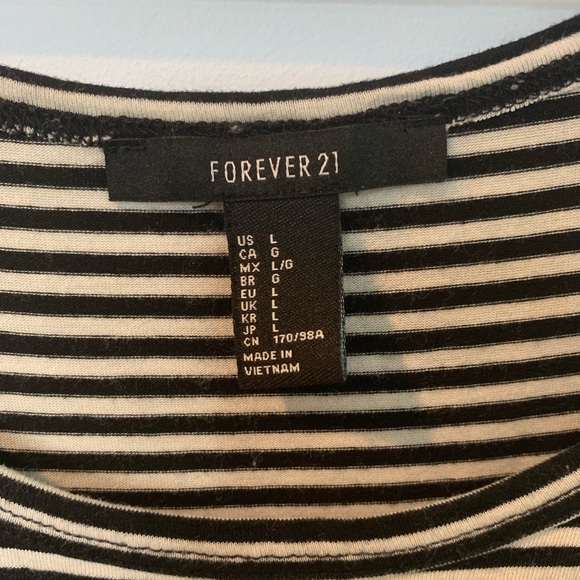 FOREVER 21
US L
CA G
MX L/G
BR G
EU L
UK L
KR L
JP L
CN 170/98A
MADE IN
VIETNAM